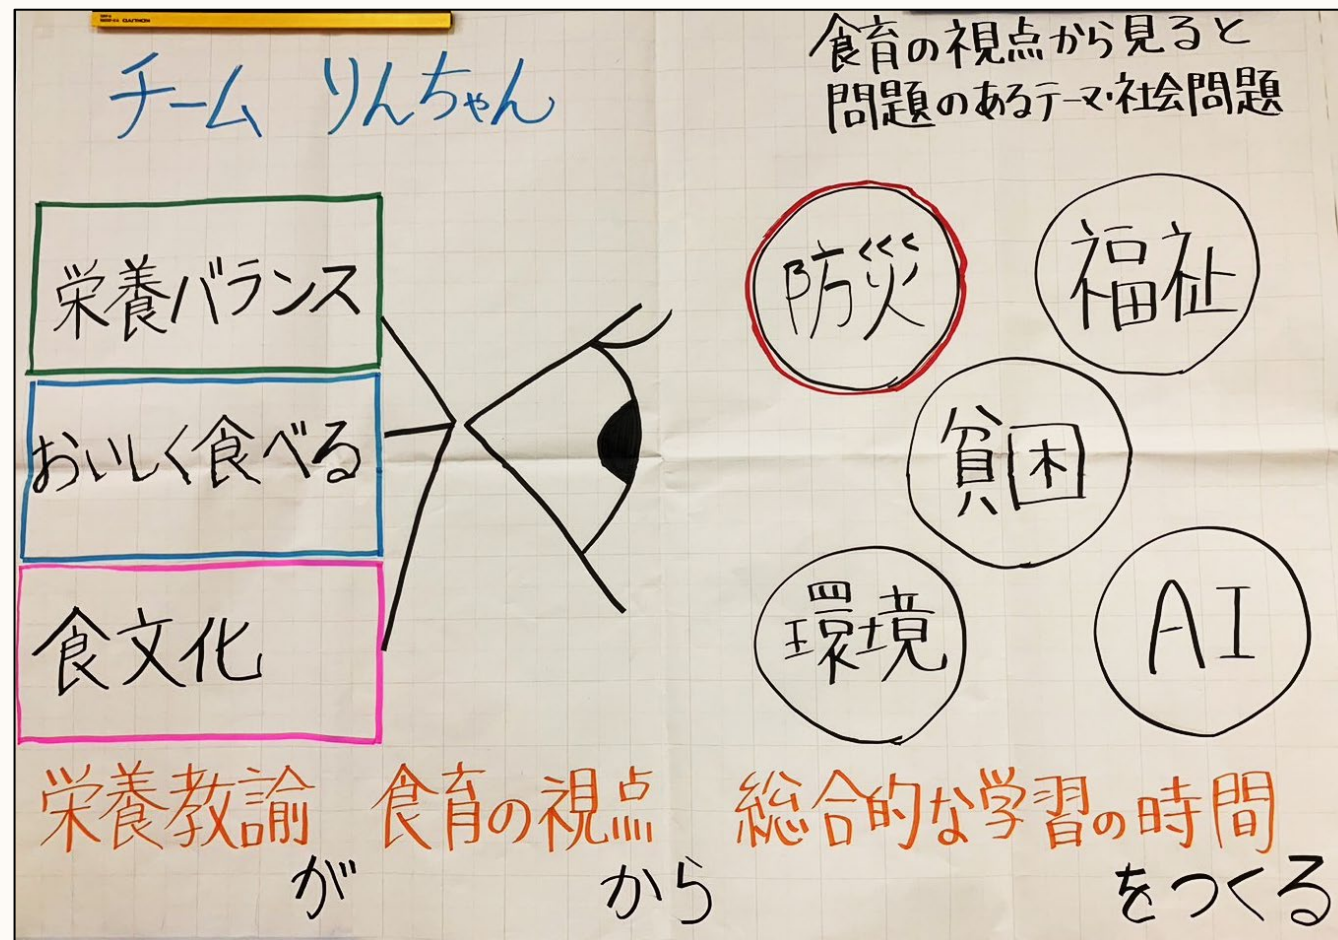 チーム りんちゃん
食育の視点から見ると
問題のあるテーマ・社会問題
栄養バランス
おいしく食べる
食文化
防災
福祉
貧困
環境
AI
栄養教諭 食育の視点 総合的な学習の時間
が から をつくる